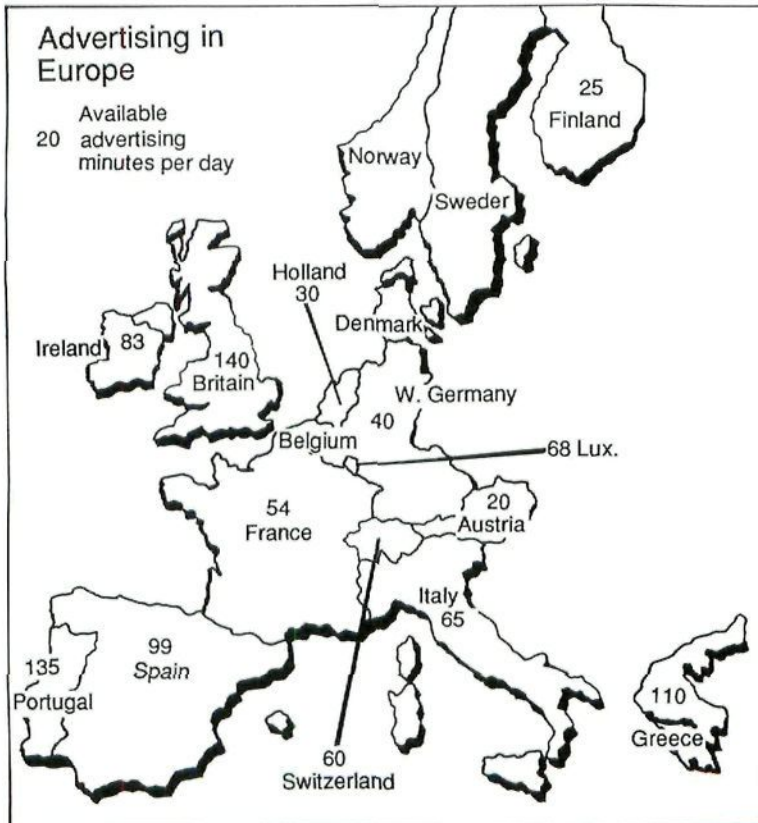 Advertising in
Europe
Available
20 advertising
minutes per day
25
Finland
Norway
Sweder
Holland
30
Denmark
Ireland 83
140
Britain
W. Germany
40
Belgium
68 Lux.
54
France
20
Austria
Italy
65
99
Spain
135
Portugal
110
Greece
60
Switzerland